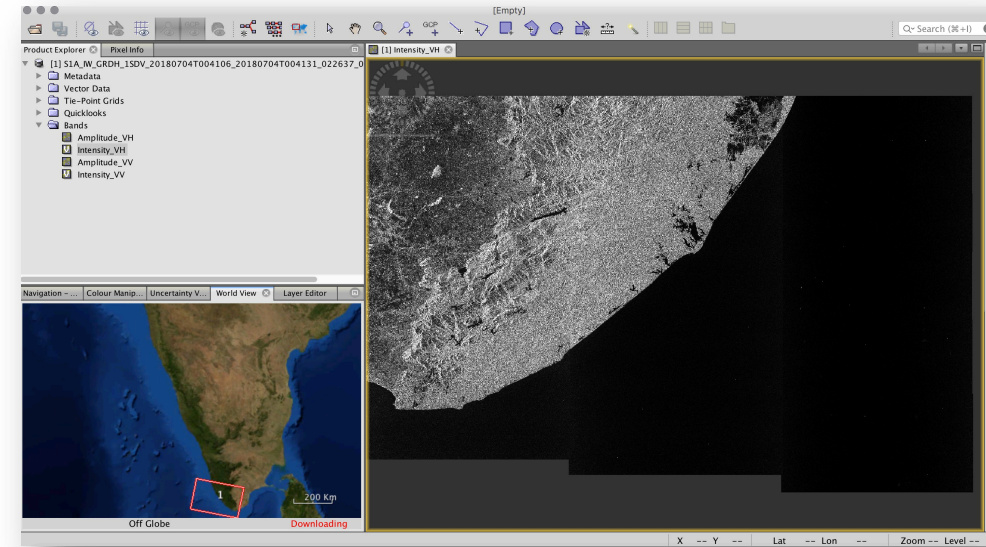 [Empty]
GCP
Search (⌘+I)
Product Explorer
Pixel Info
[1] Intensity_VH
[1] S1A_IW_GRDH_1SDV_20180704T004106_20180704T004131_022637_0
Metadata
Vector Data
Tie-Point Grids
Quicklooks
Bands
Amplitude_VH
Intensity_VH
Amplitude_VV
Intensity_VV
Navigation - ...
Colour Manip...
Uncertainty V...
World View
Layer Editor
1
200 Km
Off Globe
Downloading
X -- Y -- Lat -- Lon -- Zoom -- Level --